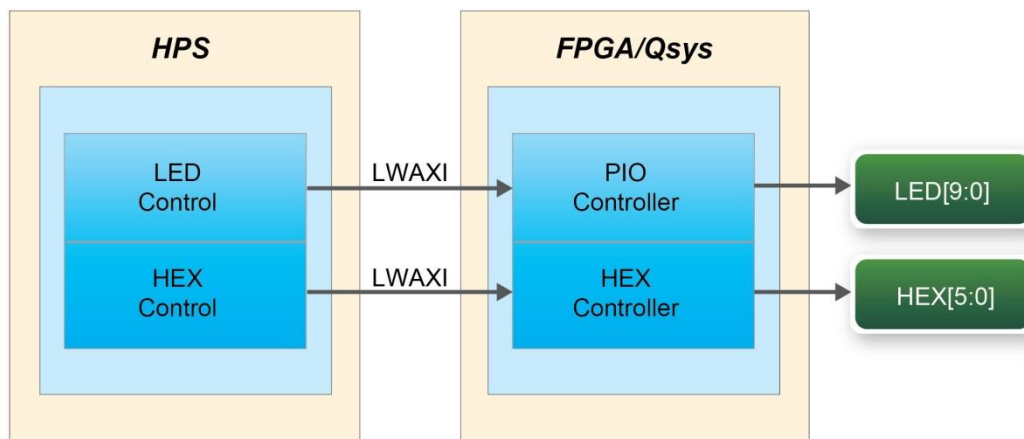 HPS
FPGA/Qsys
LED
Control
LWAXI
PIO
Controller
LED[9:0]
HEX
Control
LWAXI
HEX
Controller
HEX[5:0]